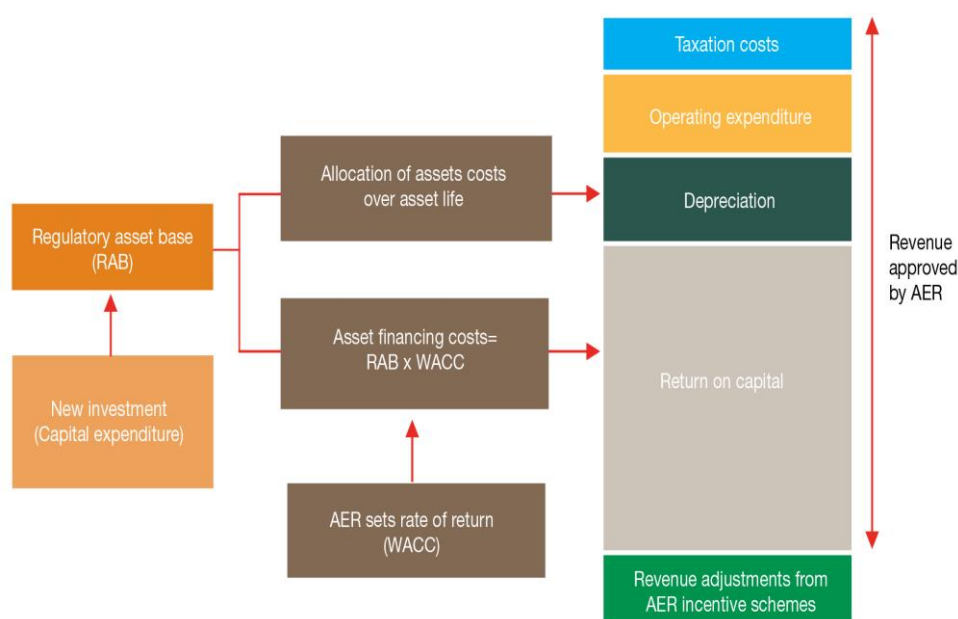 Regulatory asset base
(RAB)
New investment
(Capital expenditure)
Allocation of assets costs
over asset life
Asset financing costs=
RAB x WACC
AER sets rate of return
(WACC)
Taxation costs
Operating expenditure
Depreciation
Return on capital
Revenue adjustments from
AER incentive schemes
Revenue
approved
by AER